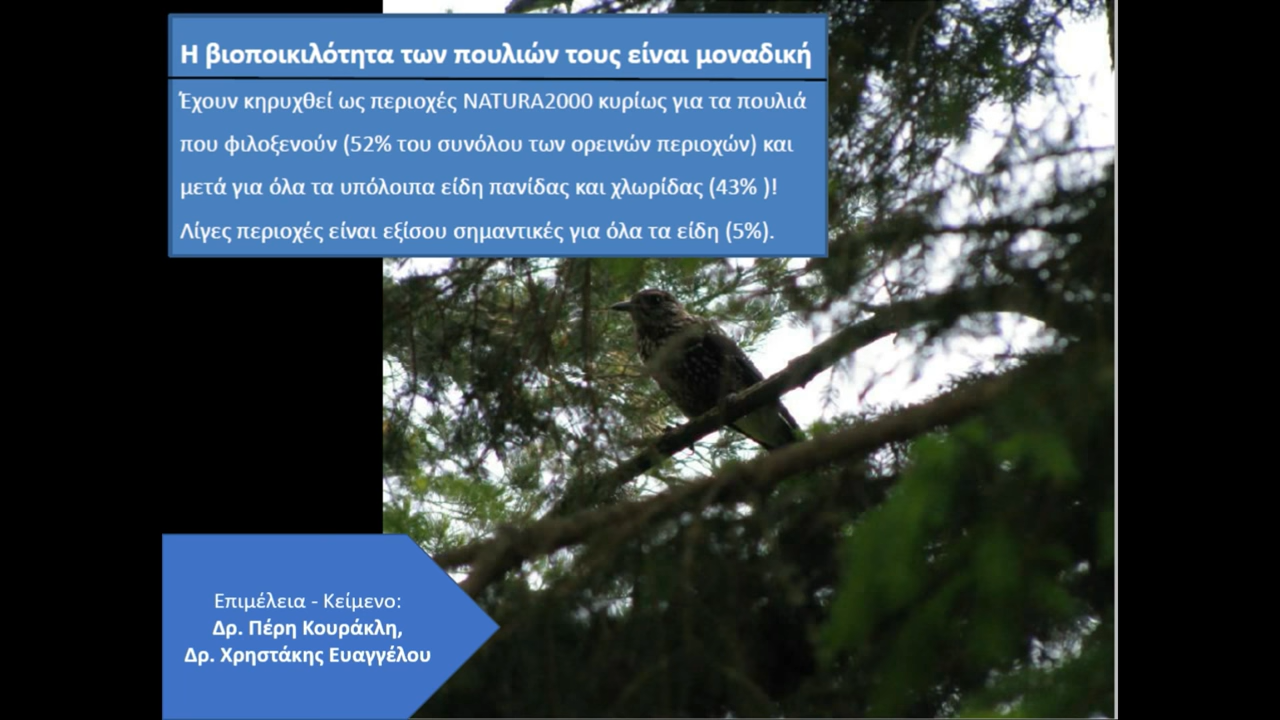 Η βιοποικιλότητα των πουλιών τους είναι μοναδική
Έχουν κηρυχθεί ως περιοχές NATURA2000 κυρίως για τα πουλιά
που φιλοξενούν (52% του συνόλου των ορεινών περιοχών) και
μετά για όλα τα υπόλοιπα είδη πανίδας και χλωρίδας (43% )!
Λίγες περιοχές είναι εξίσου σημαντικές για όλα τα είδη (5%).
Επιμέλεια - Κείμενο:
Δρ. Πέρη Κουράκλη,
Δρ. Χρηστάκης Ευαγγέλου